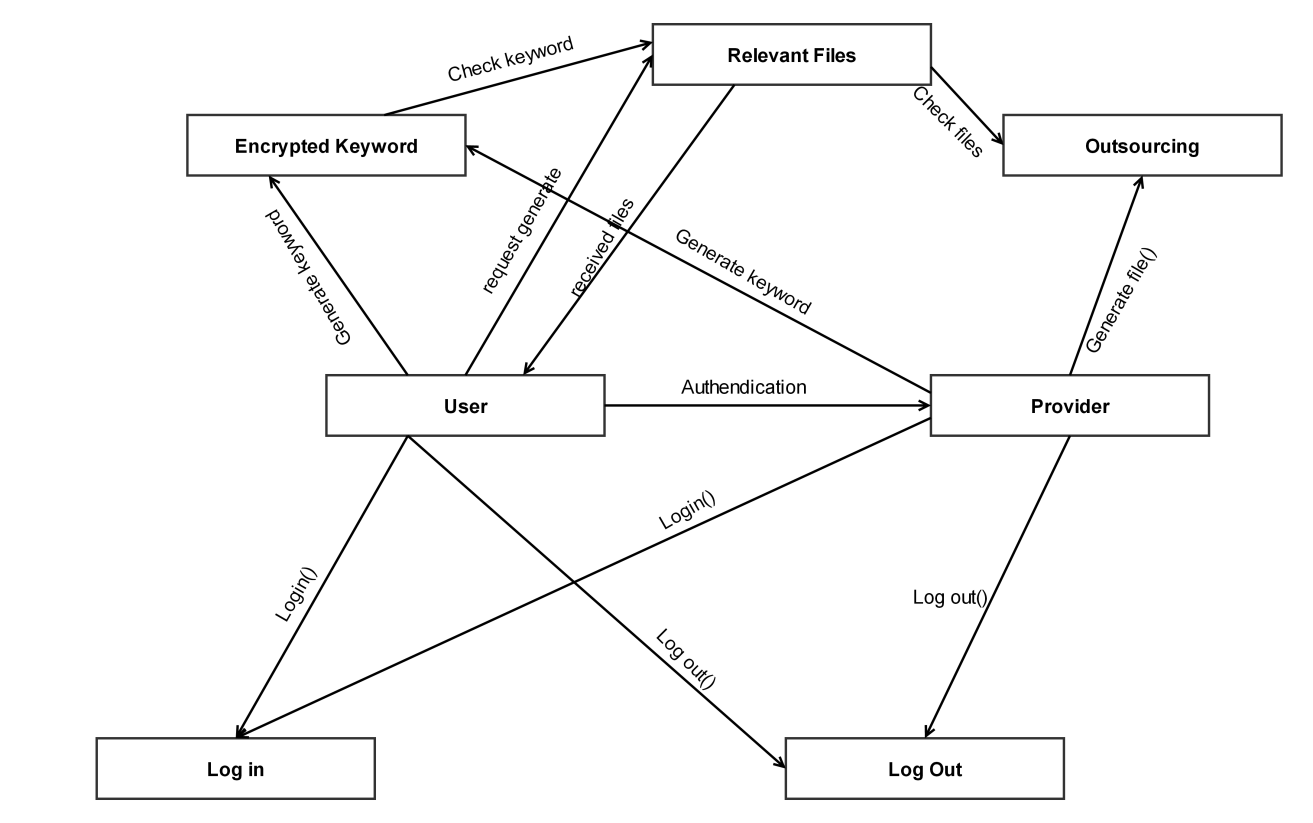 Relevant Files
Check keyword
Check files
Encrypted Keyword
Outsourcing
request generate
received files
Generate keyword
Generate keyword
Generate file()
Authendication
User
Provider
Login()
Login()
Log out()
Log out()
Log in
Log Out